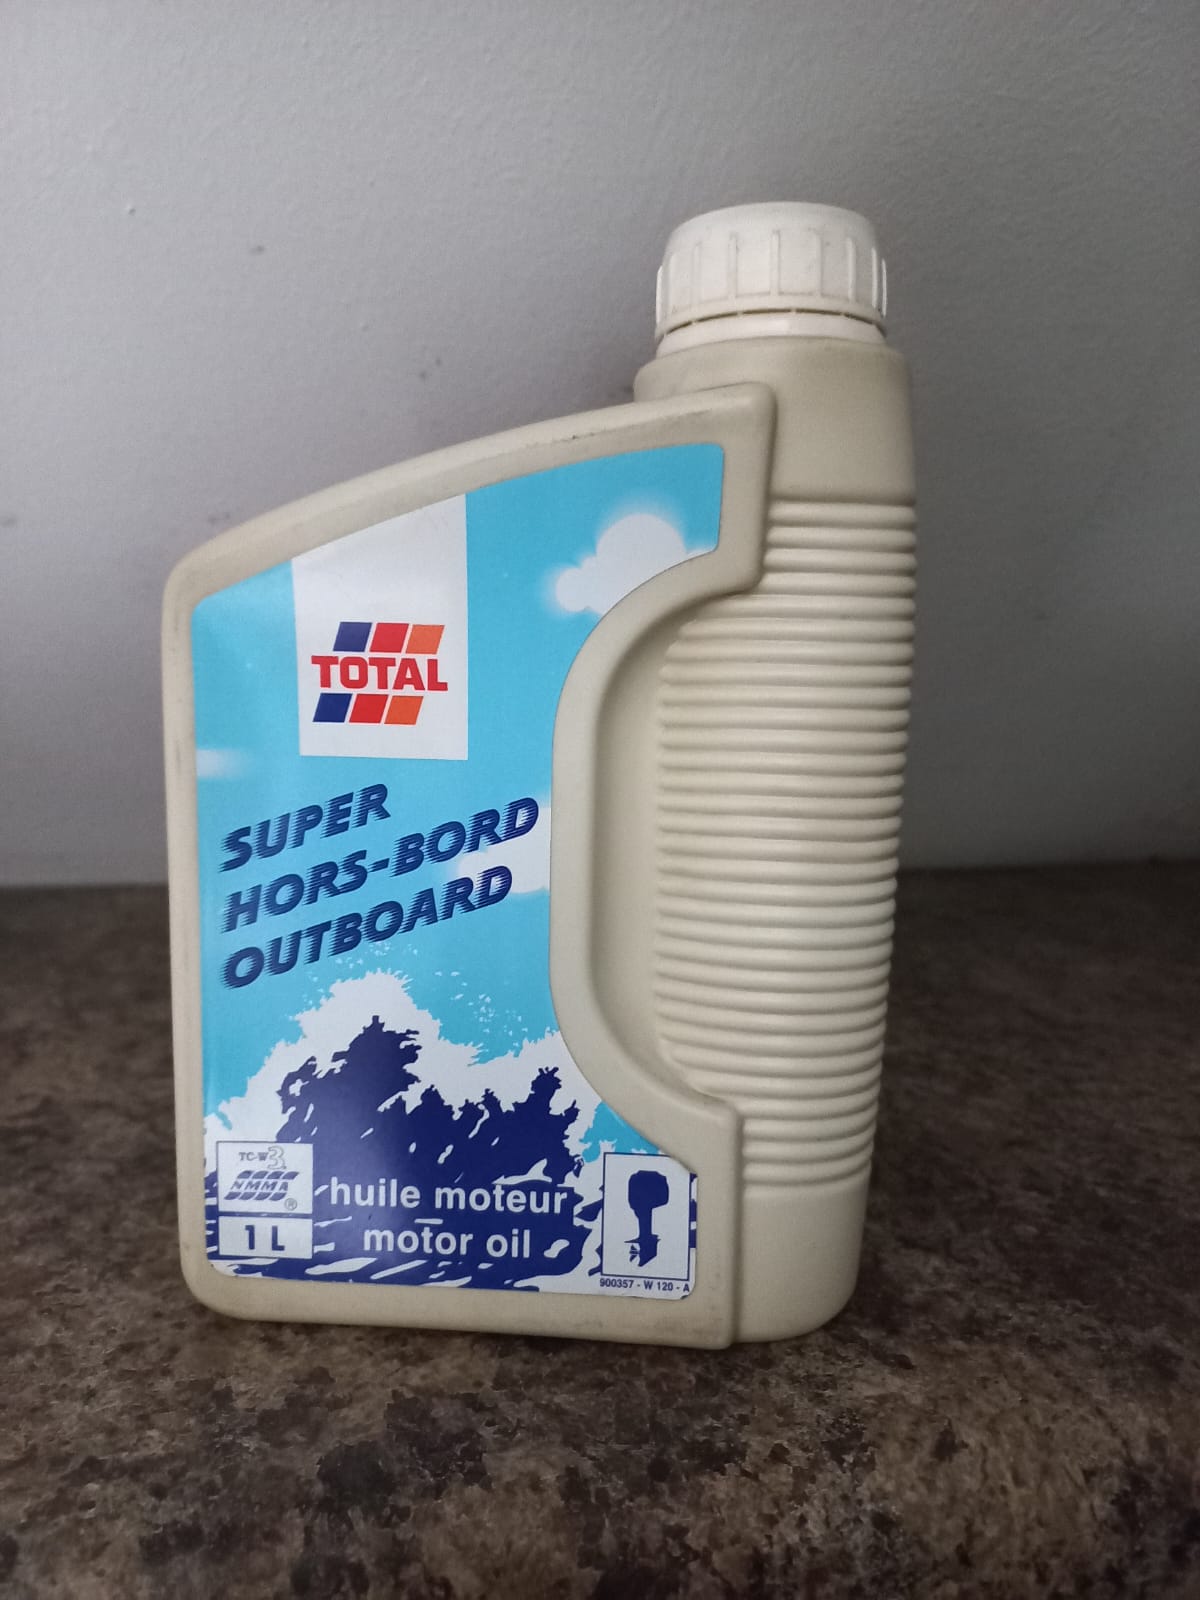 TOTAL
SUPER
HORS-BORD
OUTBOARD
TC-W3
NMMA
®
1 L
huile moteur
motor oil
900357 - W 120 - A